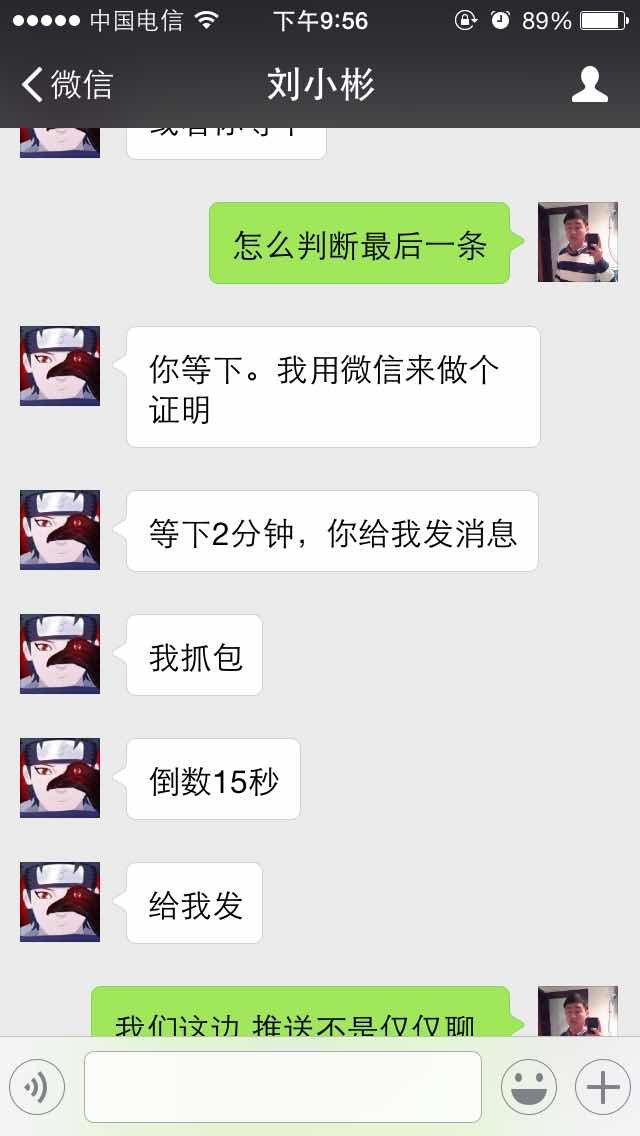 中国电信 下午9:56 89%
微信 刘小彬
怎么判断最后一条
你等下。我用微信来做个
证明
等下2分钟，你给我发消息
我抓包
倒数15秒
给我发
我们这边 推送不是仅仅聊